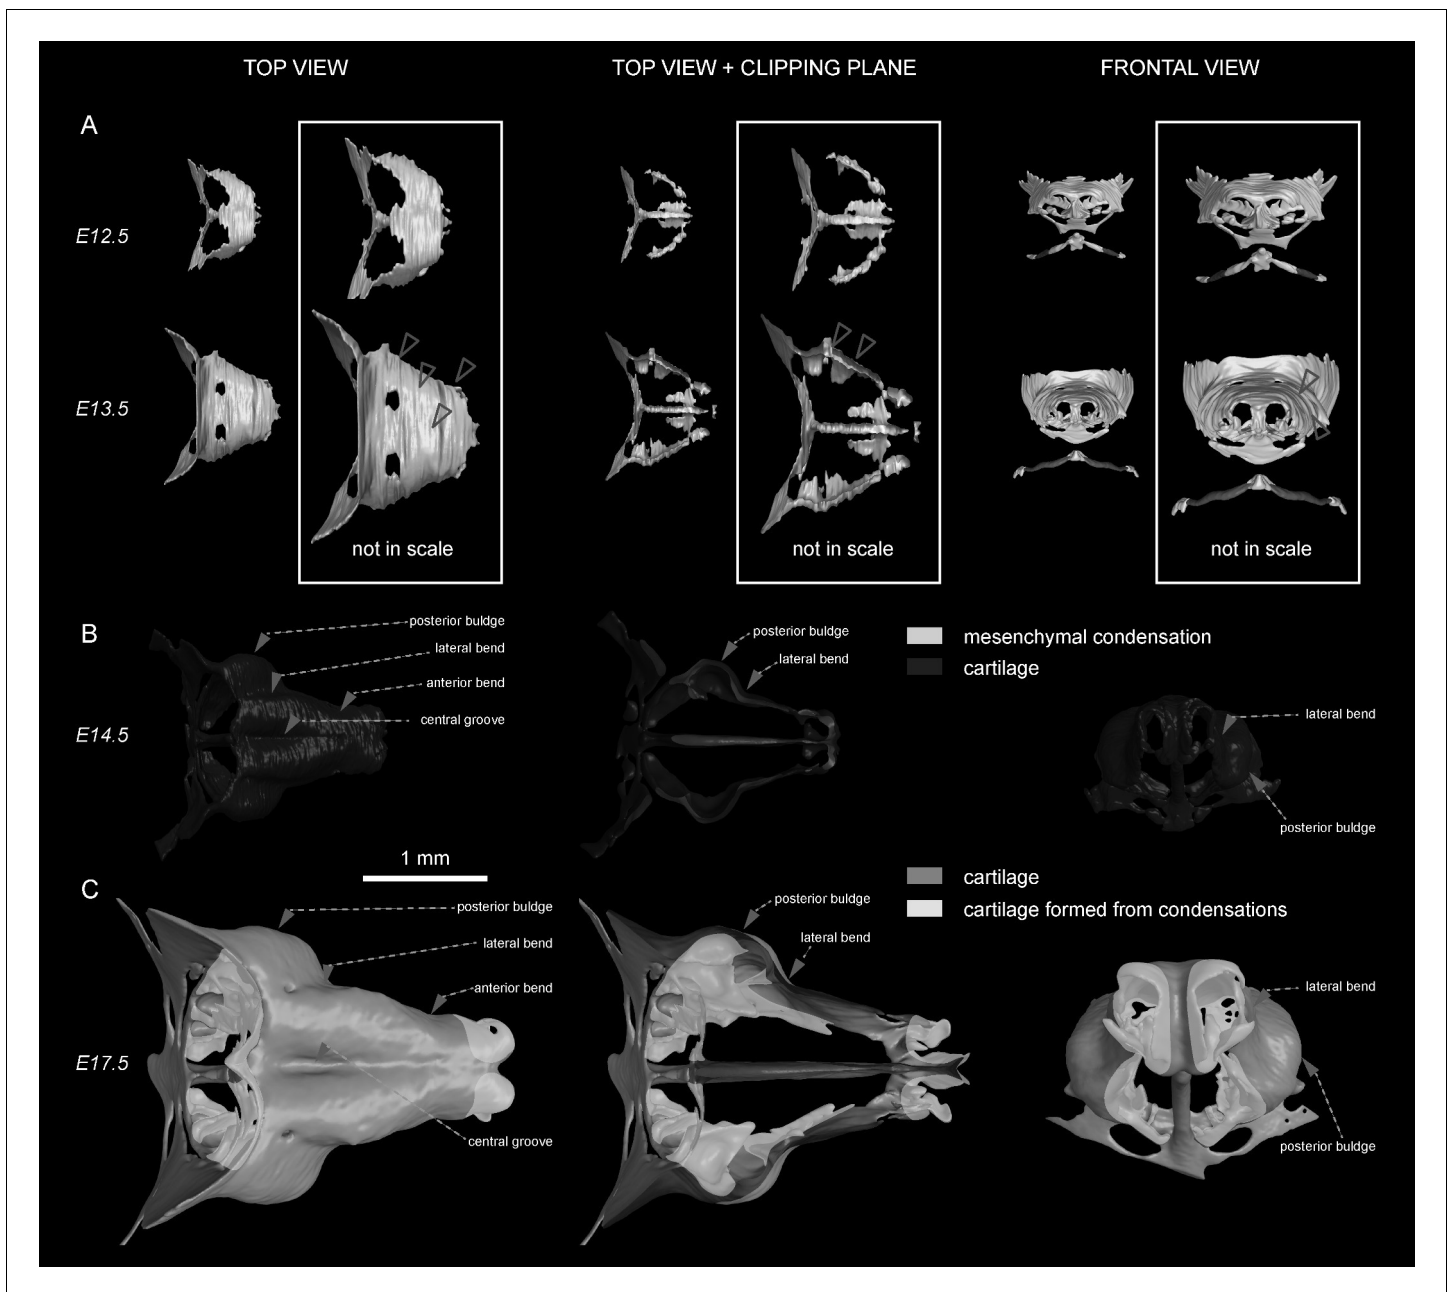 TOP VIEW
TOP VIEW + CLIPPING PLANE
FRONTAL VIEW
A
E12.5
E13.5
not in scale
not in scale
not in scale
B
posterior buldge
lateral bend
anterior bend
central groove
E14.5
posterior buldge
lateral bend
mesenchymal condensation
cartilage
lateral bend
posterior buldge
1 mm
cartilage
cartilage formed from condensations
C
posterior buldge
lateral bend
anterior bend
E17.5
central groove
posterior buldge
lateral bend
lateral bend
posterior buldge